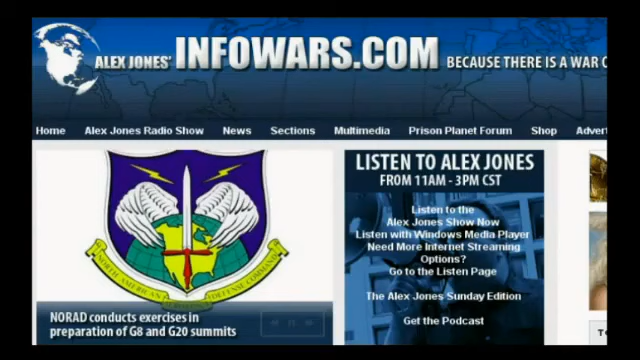 ALEX JONES' INFOWARS.COM BECAUSE THERE IS A WAR
Home Alex Jones Radio Show News Sections Multimedia Prison Planet Forum Shop Advert
LISTEN TO ALEX JONES
FROM 11AM - 3PM CST
Listen to the
Alex Jones Show Now
Listen with Windows Media Player
Need More Internet Streaming
Options?
Go to the Listen Page
The Alex Jones Sunday Edition
Get the Podcast
NORTH AMERICAN AEROSPACE DEFENSE COMMAND
NORAD conducts exercises in
preparation of G8 and G20 summits